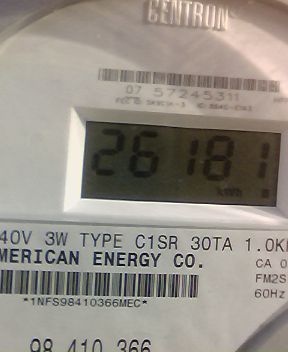 CENTRON
07 57245311
26181
kWh
40V 3W TYPE C1SR 30TA 1.0K
MERICAN ENERGY CO.
CA 0
FM2S
60Hz
*1NFS98410366MEC*
98 410 366